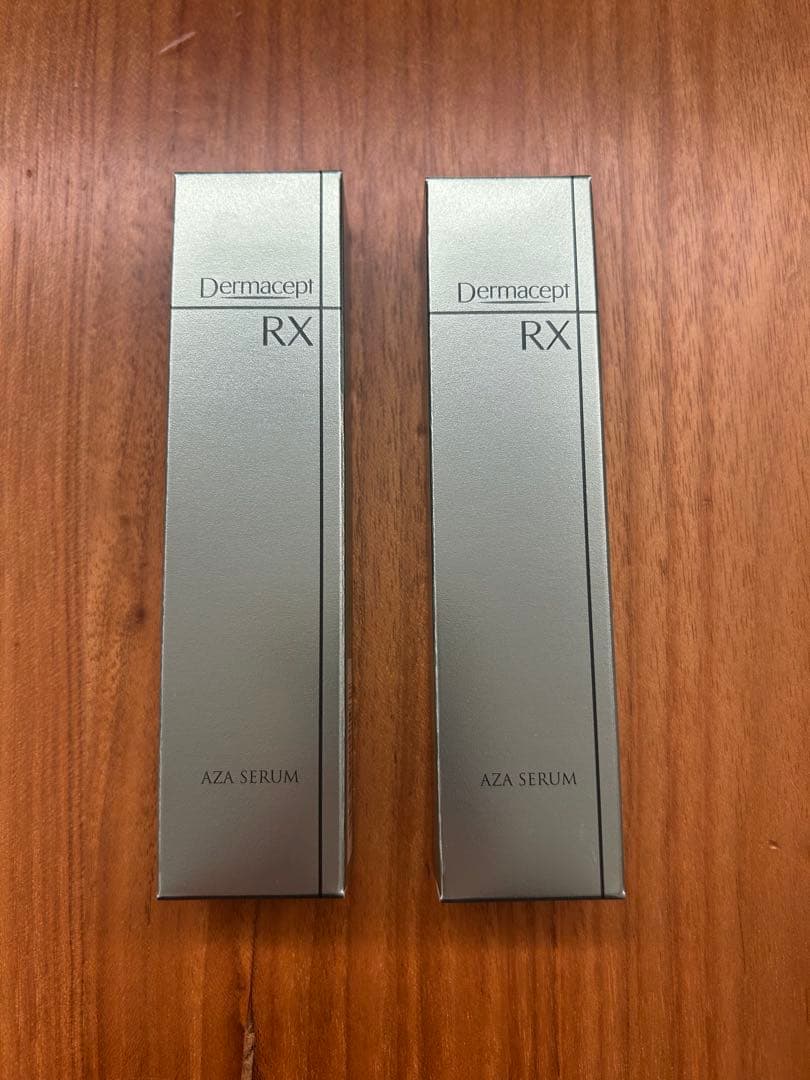 Dermacept
RX
AZA SERUM
Dermacept
RX
AZA SERUM